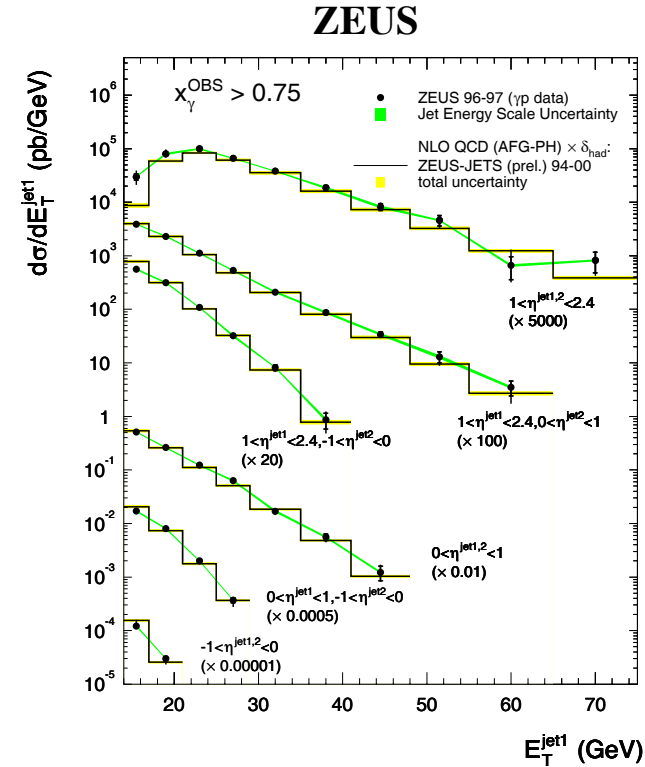 ZEUS
dσ/dE_T^jet1 (pb/GeV)
x_γ^OBS > 0.75
ZEUS 96-97 (γp data)
Jet Energy Scale Uncertainty
NLO QCD (AFG-PH) × δ_had:
ZEUS-JETS (prel.) 94-00
total uncertainty
10^6
10^5
10^4
10^3
10^2
10
1
10^-1
10^-2
10^-3
10^-4
10^-5
1<η^jet1,2<2.4
(× 5000)
1<η^jet1<2.4,0<η^jet2<1
(× 100)
1<η^jet1<2.4,-1<η^jet2<0
(× 20)
0<η^jet1,2<1
(× 0.01)
0<η^jet1<1,-1<η^jet2<0
(× 0.0005)
-1<η^jet1,2<0
(× 0.00001)
20 30 40 50 60 70
E_T^jet1 (GeV)